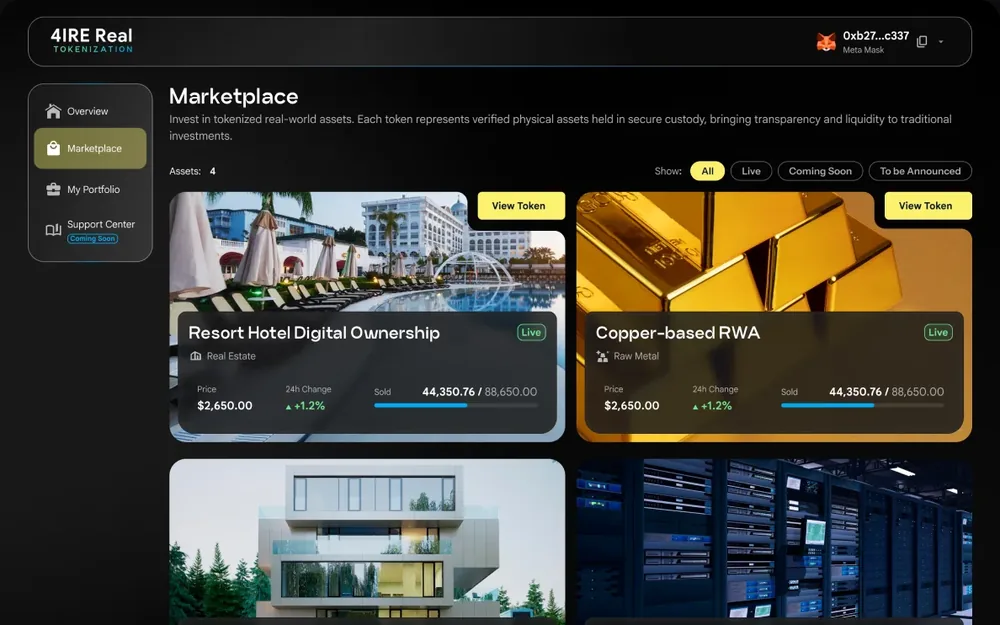 4IRE Real
TOKENIZATION
0xb27...c337
Meta Mask
Overview
Marketplace
My Portfolio
Support Center
Coming Soon
Marketplace
Invest in tokenized real-world assets. Each token represents verified physical assets held in secure custody, bringing transparency and liquidity to traditional
investments.
Assets: 4
Show: All Live Coming Soon To be Announced
View Token
Resort Hotel Digital Ownership Live
Real Estate
Price 24h Change Sold 44,350.76 / 88,650.00
$2,650.00 +1.2%
View Token
Copper-based RWA Live
Raw Metal
Price 24h Change Sold 44,350.76 / 88,650.00
$2,650.00 +1.2%